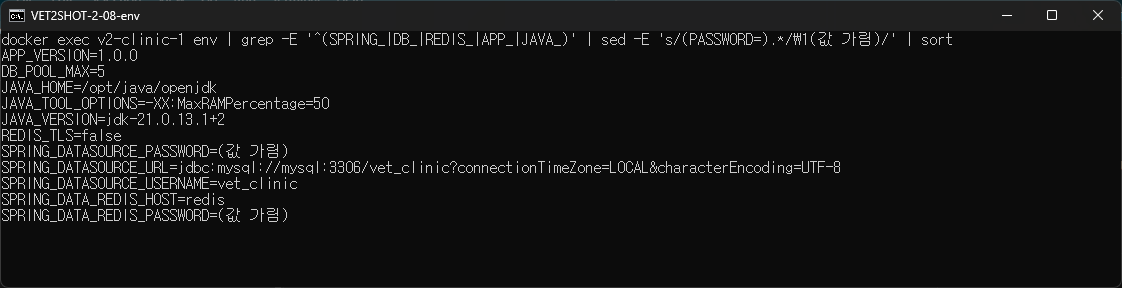 VET2SHOT-2-08-env
docker exec v2-clinic-1 env | grep -E '^(SPRING_|DB_|REDIS_|APP_|JAVA_)' | sed -E 's/(PASSWORD=).*/₩1(값 가림)/' | sort
APP_VERSION=1.0.0
DB_POOL_MAX=5
JAVA_HOME=/opt/java/openjdk
JAVA_TOOL_OPTIONS=-XX:MaxRAMPercentage=50
JAVA_VERSION=jdk-21.0.13.1+2
REDIS_TLS=false
SPRING_DATASOURCE_PASSWORD=(값 가림)
SPRING_DATASOURCE_URL=jdbc:mysql://mysql:3306/vet_clinic?connectionTimeZone=LOCAL&characterEncoding=UTF-8
SPRING_DATASOURCE_USERNAME=vet_clinic
SPRING_DATA_REDIS_HOST=redis
SPRING_DATA_REDIS_PASSWORD=(값 가림)